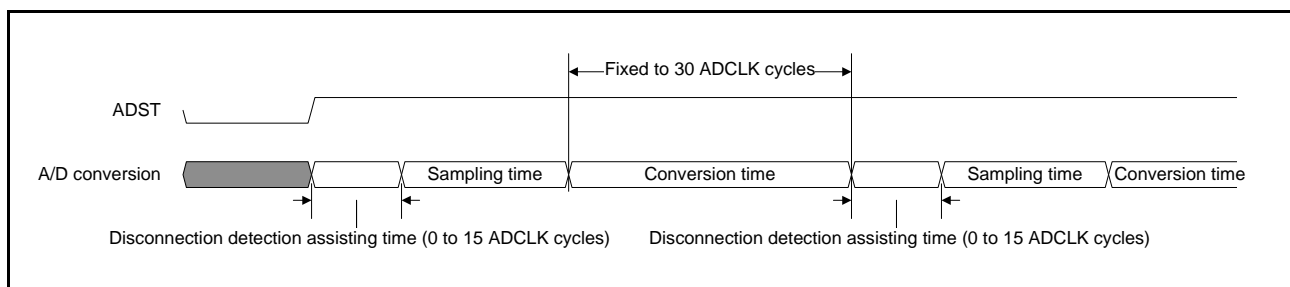 Fixed to 30 ADCLK cycles
ADST
A/D conversion
Sampling time
Conversion time
Sampling time
Conversion time
Disconnection detection assisting time (0 to 15 ADCLK cycles)
Disconnection detection assisting time (0 to 15 ADCLK cycles)